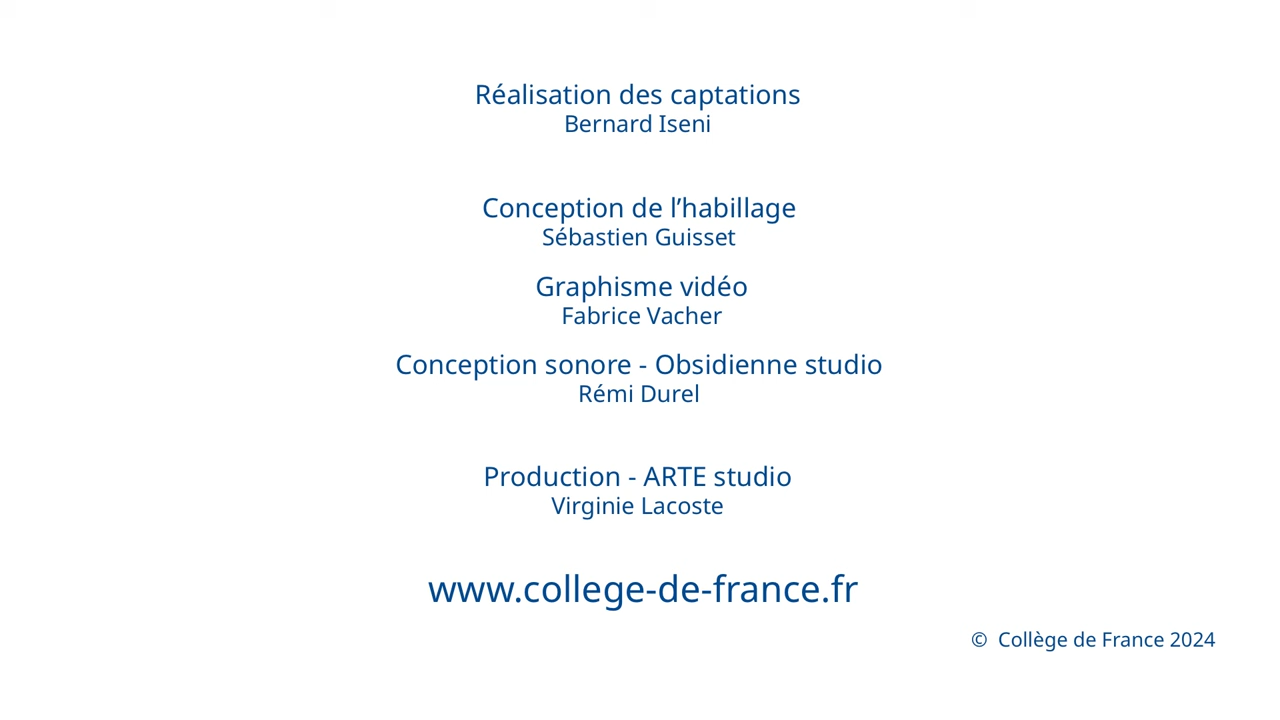 Réalisation des captations
Bernard Iseni
Conception de l’habillage
Sébastien Guisset
Graphisme vidéo
Fabrice Vacher
Conception sonore - Obsidienne studio
Rémi Durel
Production - ARTE studio
Virginie Lacoste
www.college-de-france.fr
© Collège de France 2024